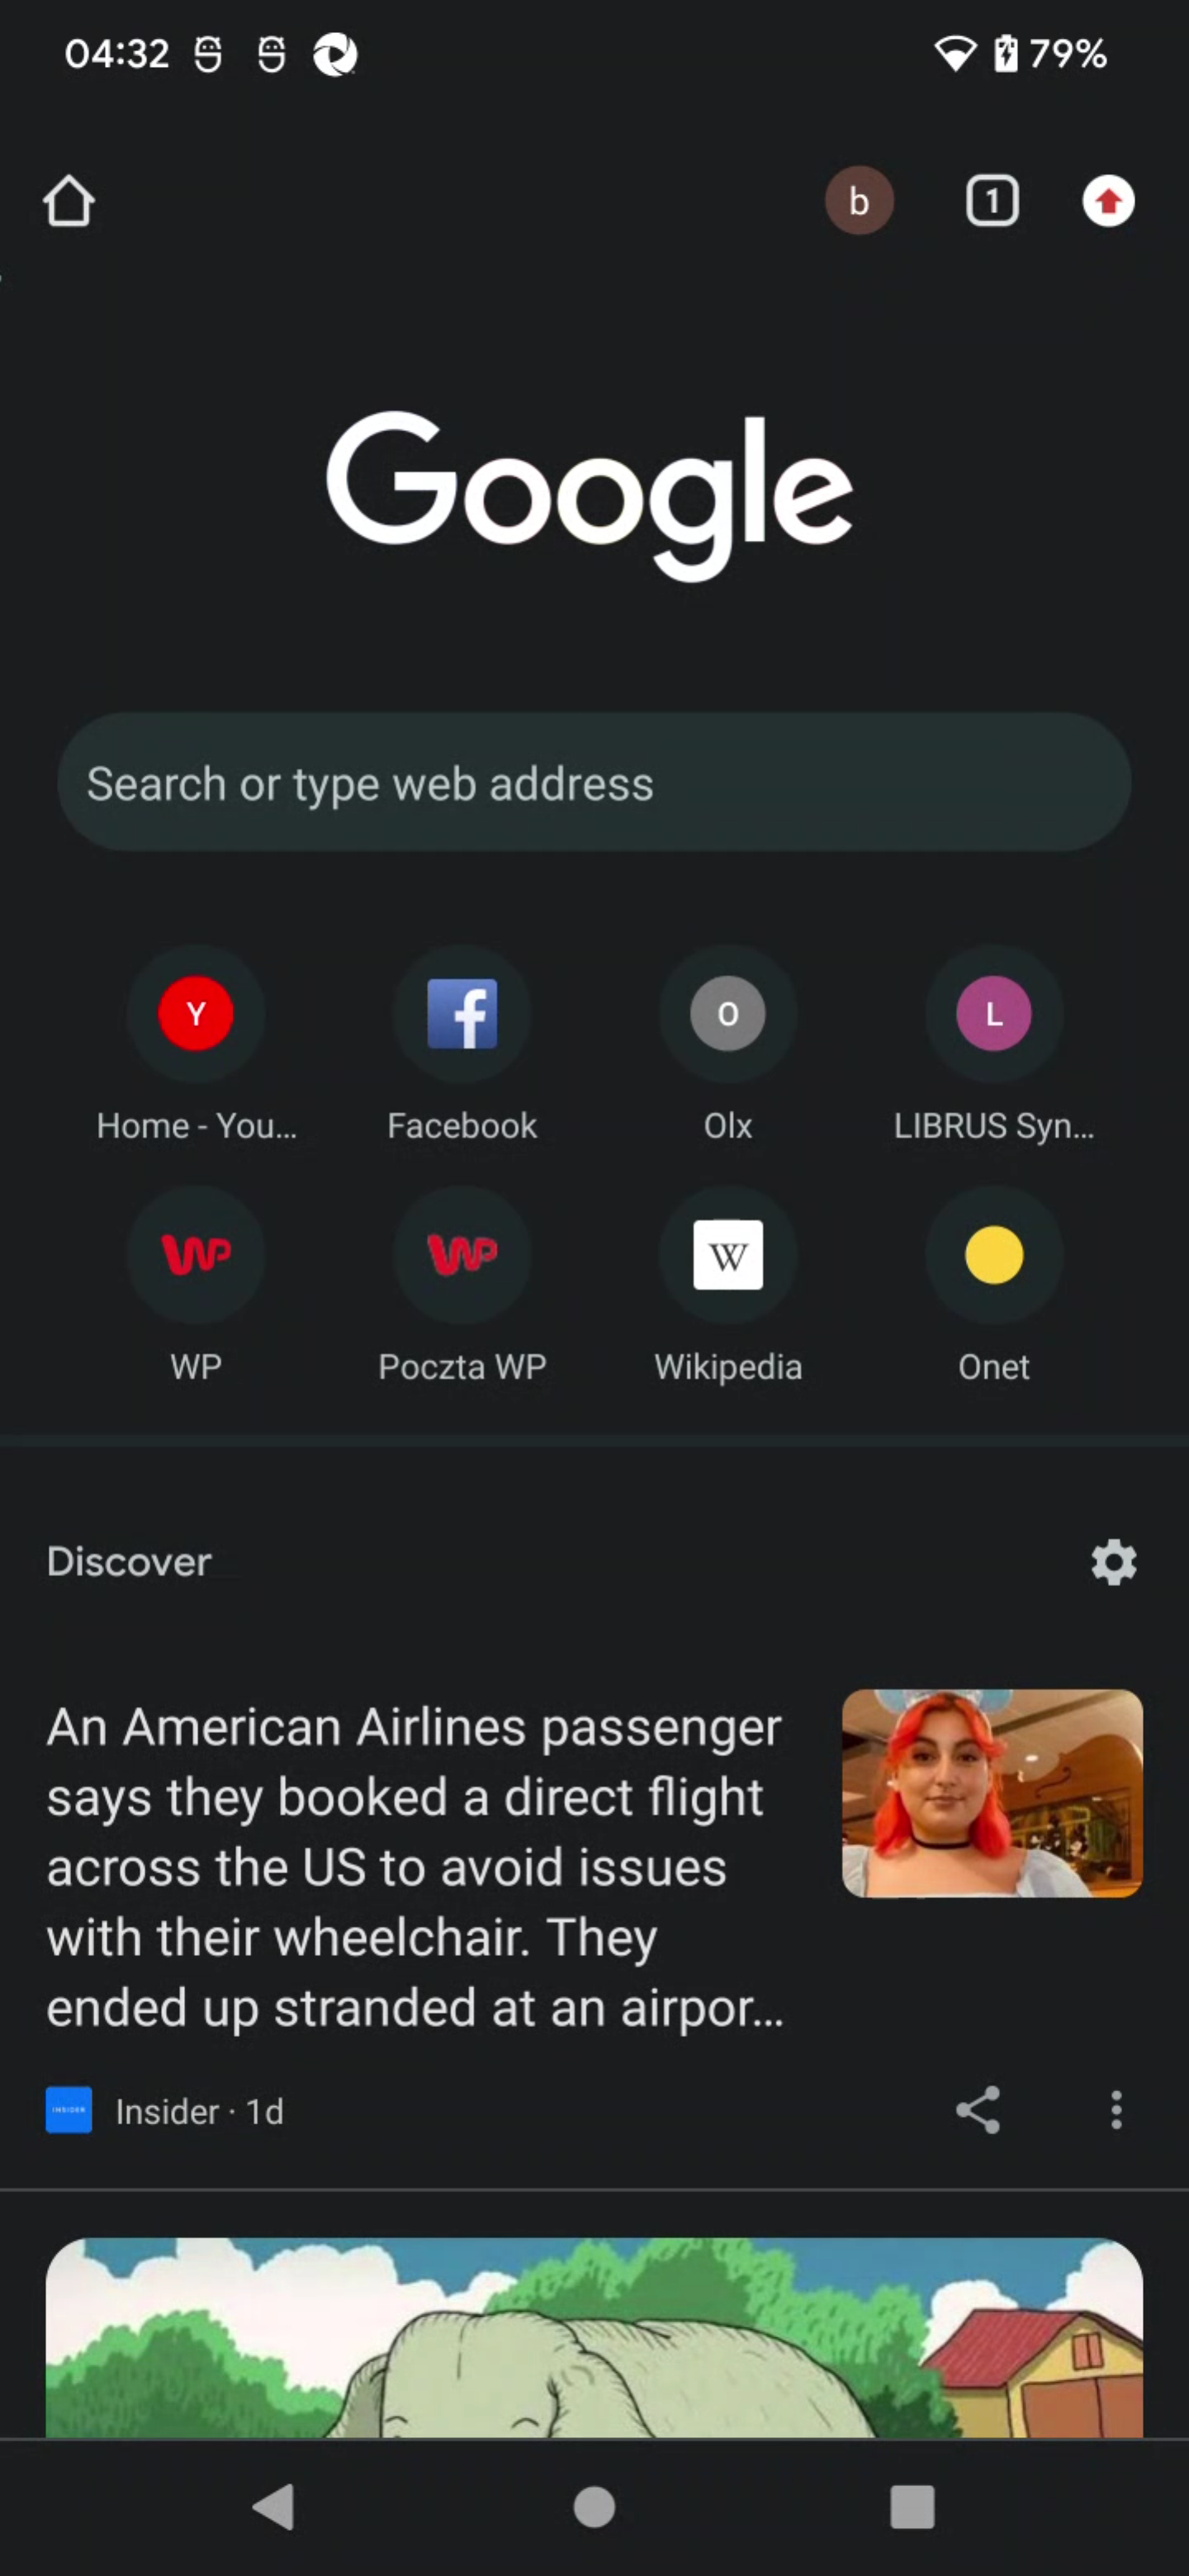 04:32 79%
b 1
Google
Search or type web address
Y O L
Home - You... Facebook Olx LIBRUS Syn...
WP WP W
WP Poczta WP Wikipedia Onet
Discover
An American Airlines passenger
says they booked a direct flight
across the US to avoid issues
with their wheelchair. They
ended up stranded at an airpor...
INSIDER Insider · 1d